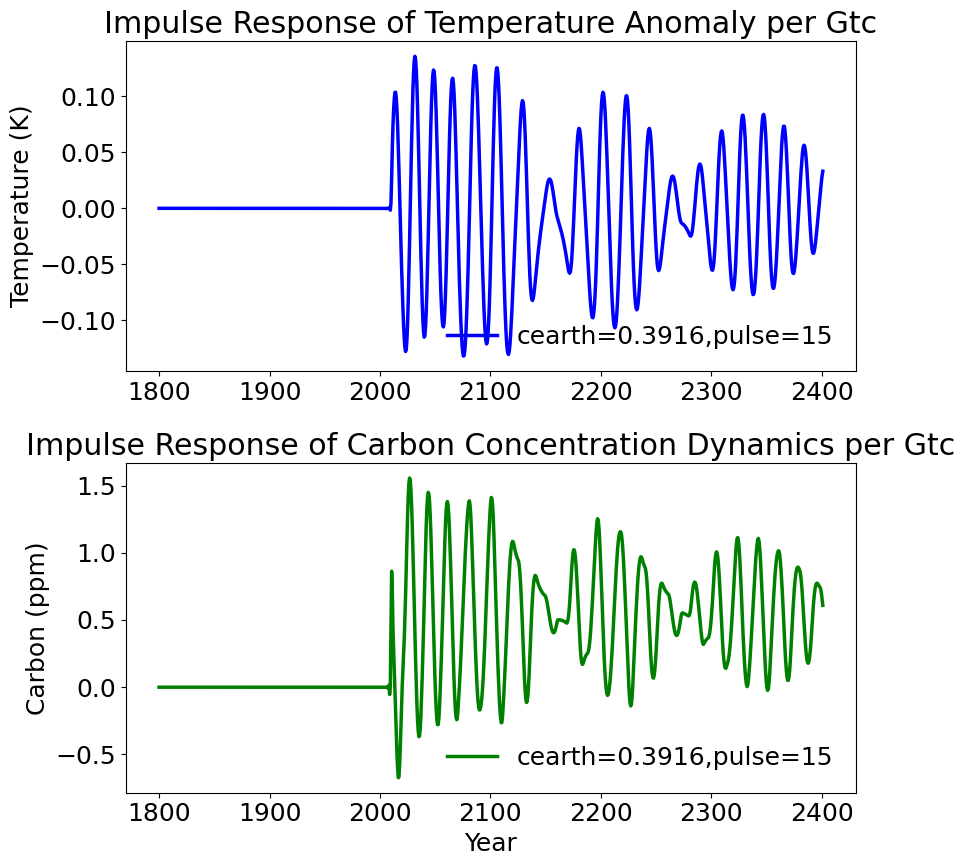 Impulse Response of Temperature Anomaly per Gtc
Temperature (K)
0.10
0.05
0.00
−0.05
−0.10
cearth=0.3916,pulse=15
1800 1900 2000 2100 2200 2300 2400
Impulse Response of Carbon Concentration Dynamics per Gtc
Carbon (ppm)
1.5
1.0
0.5
0.0
−0.5
cearth=0.3916,pulse=15
1800 1900 2000 2100 2200 2300 2400
Year